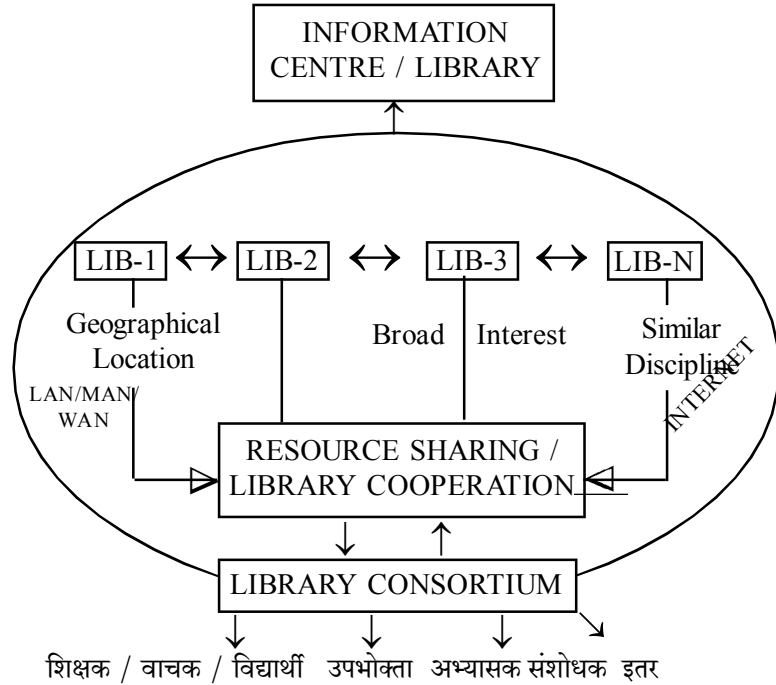 INFORMATION
CENTRE / LIBRARY
LIB-1 LIB-2 LIB-3 LIB-N
Geographical
Location
Broad Interest
Similar
Discipline
LAN/MAN/
WAN
INTERNET
RESOURCE SHARING /
LIBRARY COOPERATION
LIBRARY CONSORTIUM
शिक्षक / वाचक / विद्यार्थी उपभोक्ता अभ्यासक संशोधक इतर